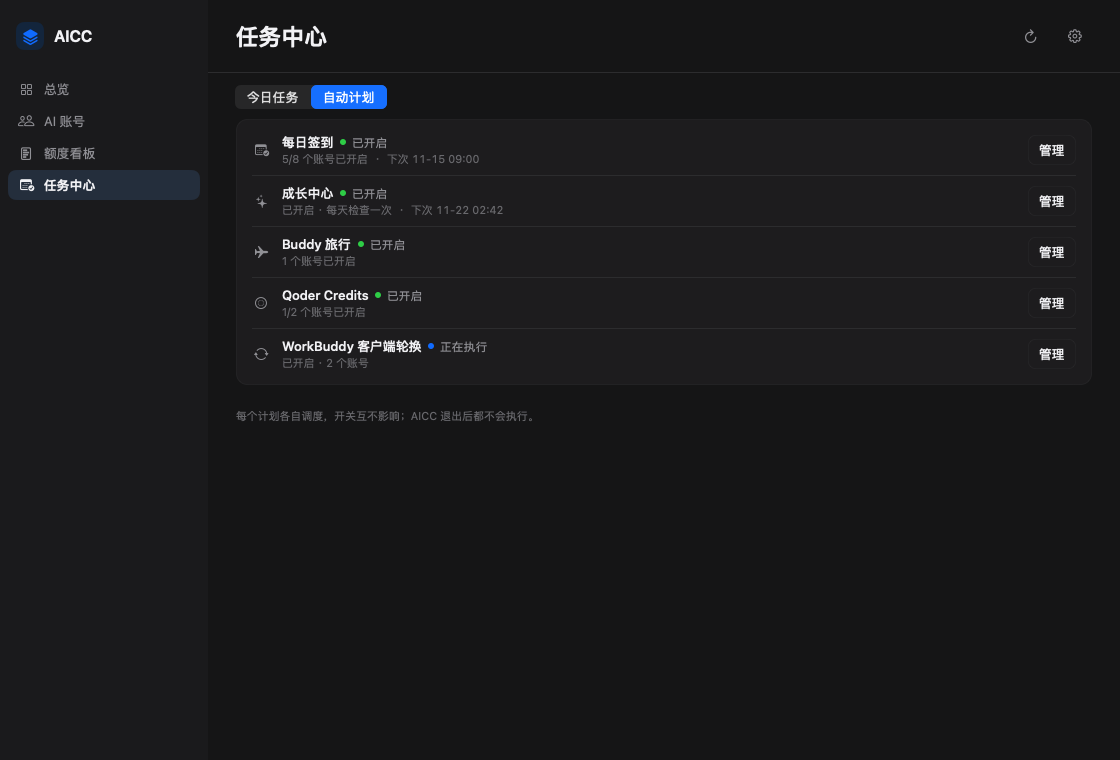 AICC
总览
AI 账号
额度看板
任务中心
任务中心
今日任务
自动计划
每日签到 已开启
5/8 个账号已开启 · 下次 11-15 09:00
管理
成长中心 已开启
已开启 · 每天检查一次 · 下次 11-22 02:42
管理
Buddy 旅行 已开启
1 个账号已开启
管理
Qoder Credits 已开启
1/2 个账号已开启
管理
WorkBuddy 客户端轮换 正在执行
已开启 · 2 个账号
管理
每个计划各自调度，开关互不影响；AICC 退出后都不会执行。